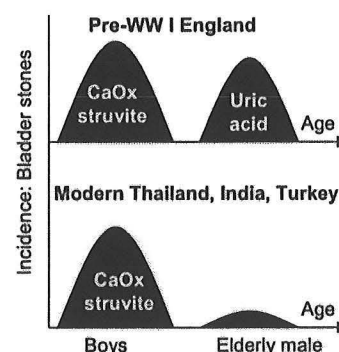 Pre-WW I England
CaOx
struvite
Uric
acid
Age
Incidence: Bladder stones
Modern Thailand, India, Turkey
CaOx
struvite
Age
Boys
Elderly male